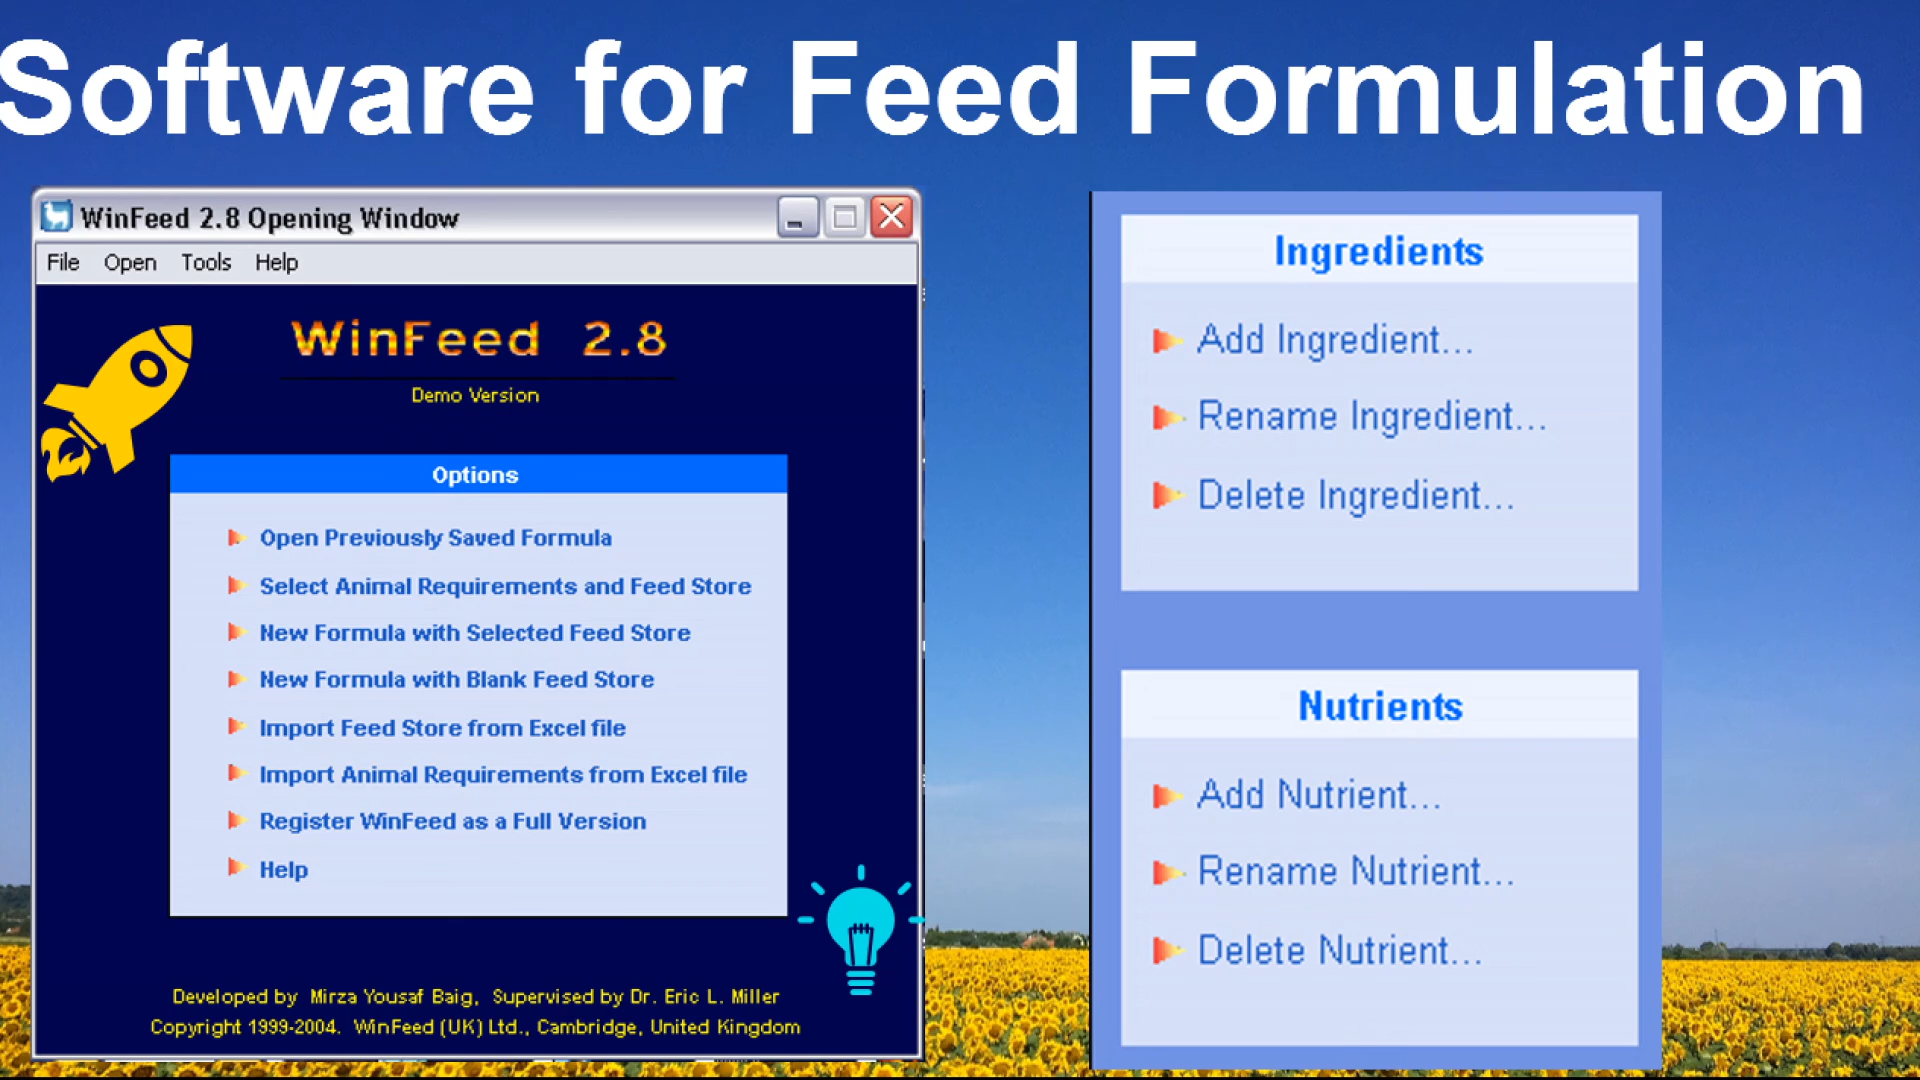 Software for Feed Formulation
WinFeed 2.8 Opening Window
File Open Tools Help
WinFeed 2.8
Demo Version
Options
Open Previously Saved Formula
Select Animal Requirements and Feed Store
New Formula with Selected Feed Store
New Formula with Blank Feed Store
Import Feed Store from Excel file
Import Animal Requirements from Excel file
Register WinFeed as a Full Version
Help
Developed by Mirza Yousaf Baig, Supervised by Dr. Eric L. Miller
Copyright 1999-2004. WinFeed (UK) Ltd., Cambridge, United Kingdom
Ingredients
Add Ingredient...
Rename Ingredient...
Delete Ingredient...
Nutrients
Add Nutrient...
Rename Nutrient...
Delete Nutrient...